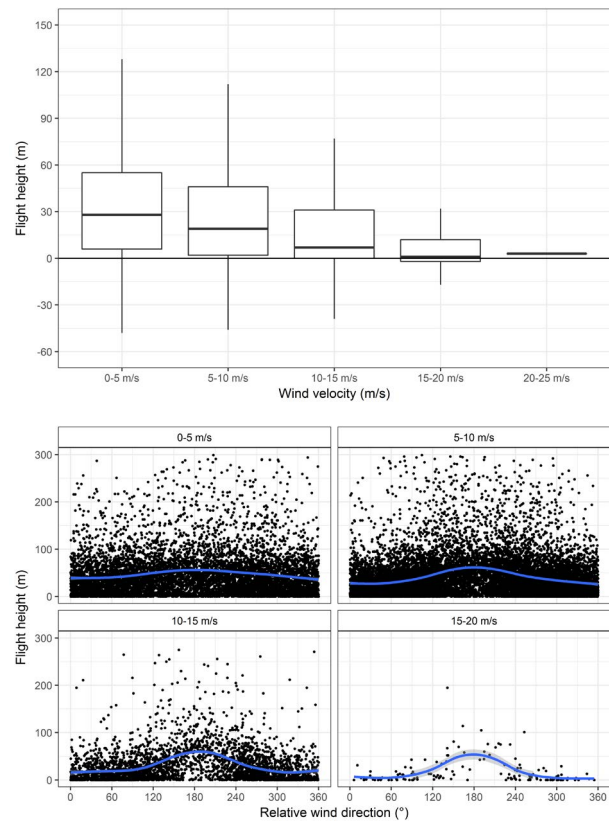 150
120
90
60
30
0
-30
-60
Flight height (m)
0-5 m/s 5-10 m/s 10-15 m/s 15-20 m/s 20-25 m/s
Wind velocity (m/s)
0-5 m/s 5-10 m/s
300
200
100
0
10-15 m/s 15-20 m/s
300
200
100
0
Flight height (m)
0 60 120 180 240 300 360 0 60 120 180 240 300 360
Relative wind direction (°)